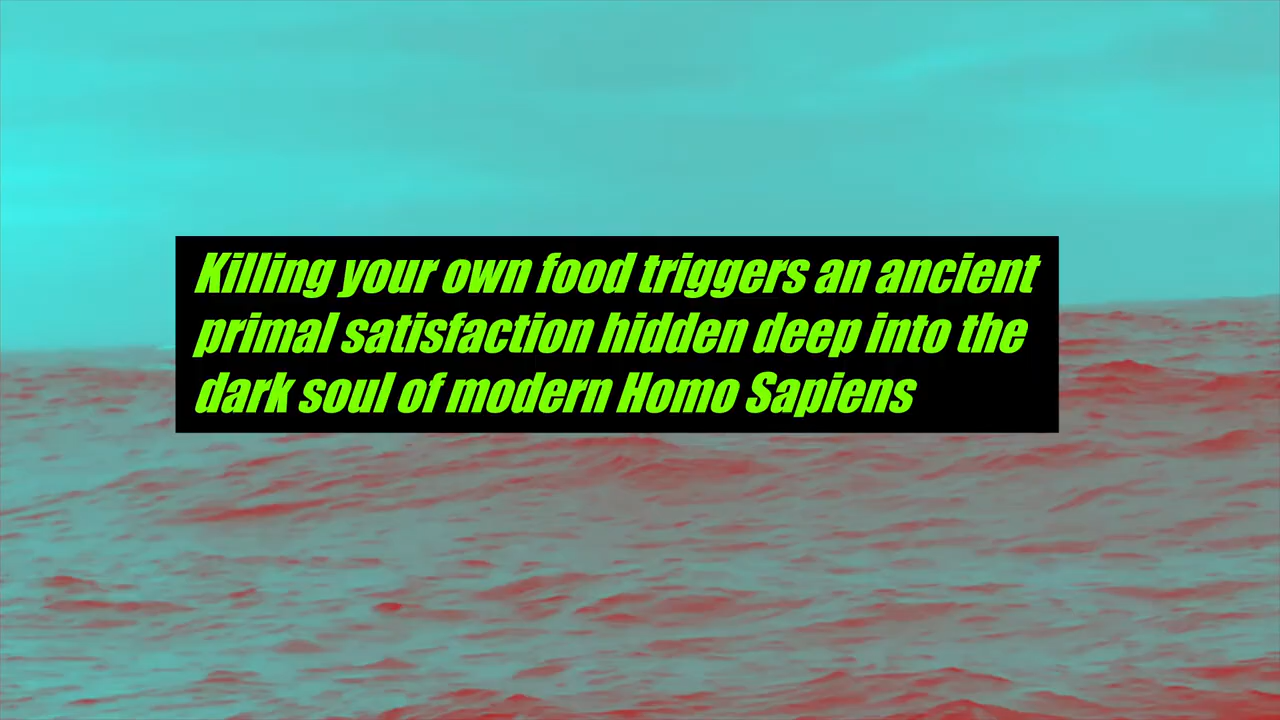 Killing your own food triggers an ancient
primal satisfaction hidden deep into the
dark soul of modern Homo Sapiens